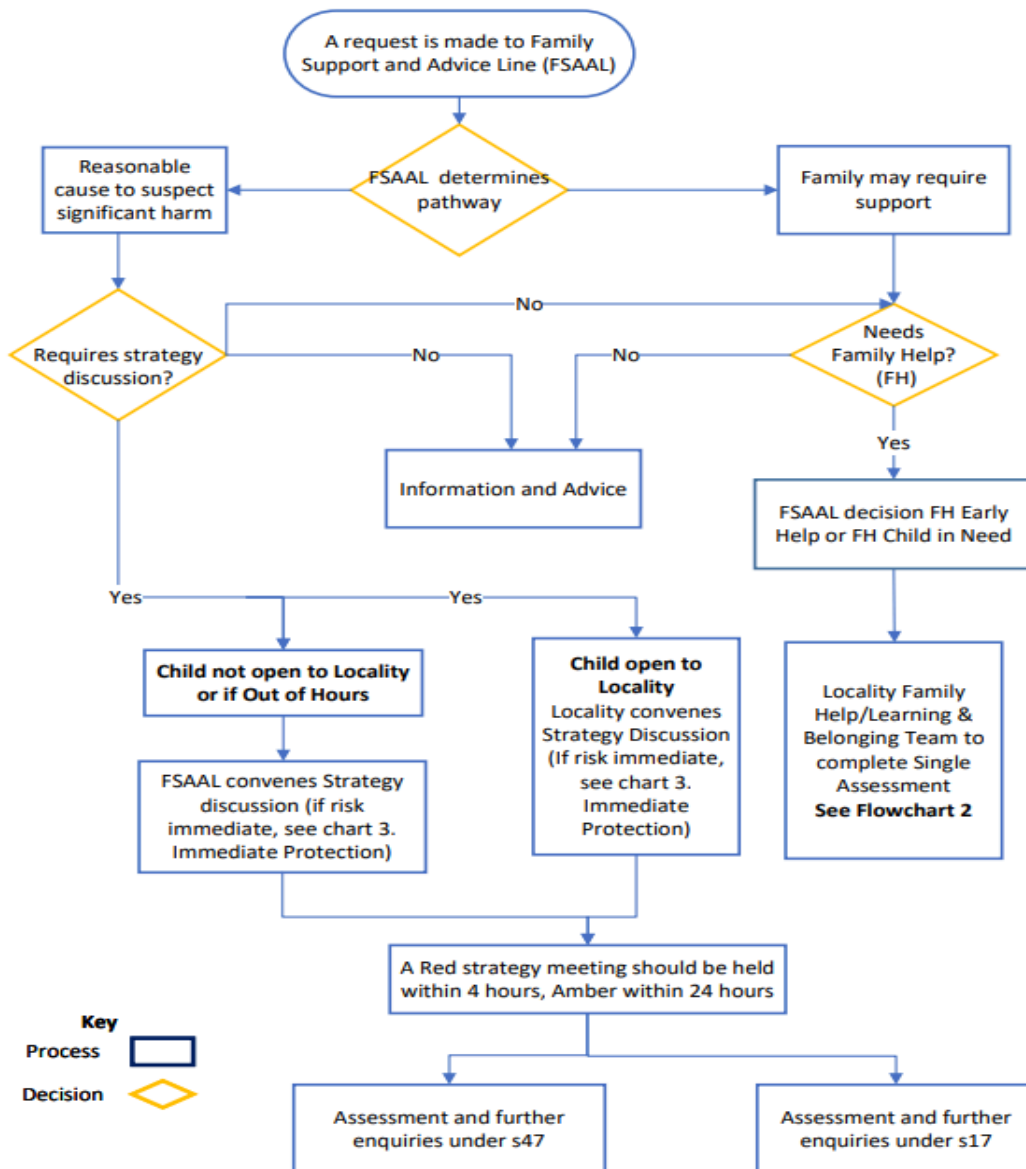 A request is made to Family
Support and Advice Line (FSAAL)
Reasonable
cause to suspect
significant harm
FSAAL determines
pathway
Family may require
support
No
Requires strategy
discussion?
No
No
Needs
Family Help?
(FH)
Yes
Information and Advice
FSAAL decision FH Early
Help or FH Child in Need
Yes
Yes
Child not open to Locality
or if Out of Hours
Child open to
Locality
Locality convenes
Strategy Discussion
(If risk immediate,
see chart 3.
Immediate
Protection)
Locality Family
Help/Learning &
Belonging Team to
complete Single
Assessment
See Flowchart 2
FSAAL convenes Strategy
discussion (if risk
immediate, see chart 3.
Immediate Protection)
A Red strategy meeting should be held
within 4 hours, Amber within 24 hours
Key
Process
Decision
Assessment and further
enquiries under s47
Assessment and further
enquiries under s17